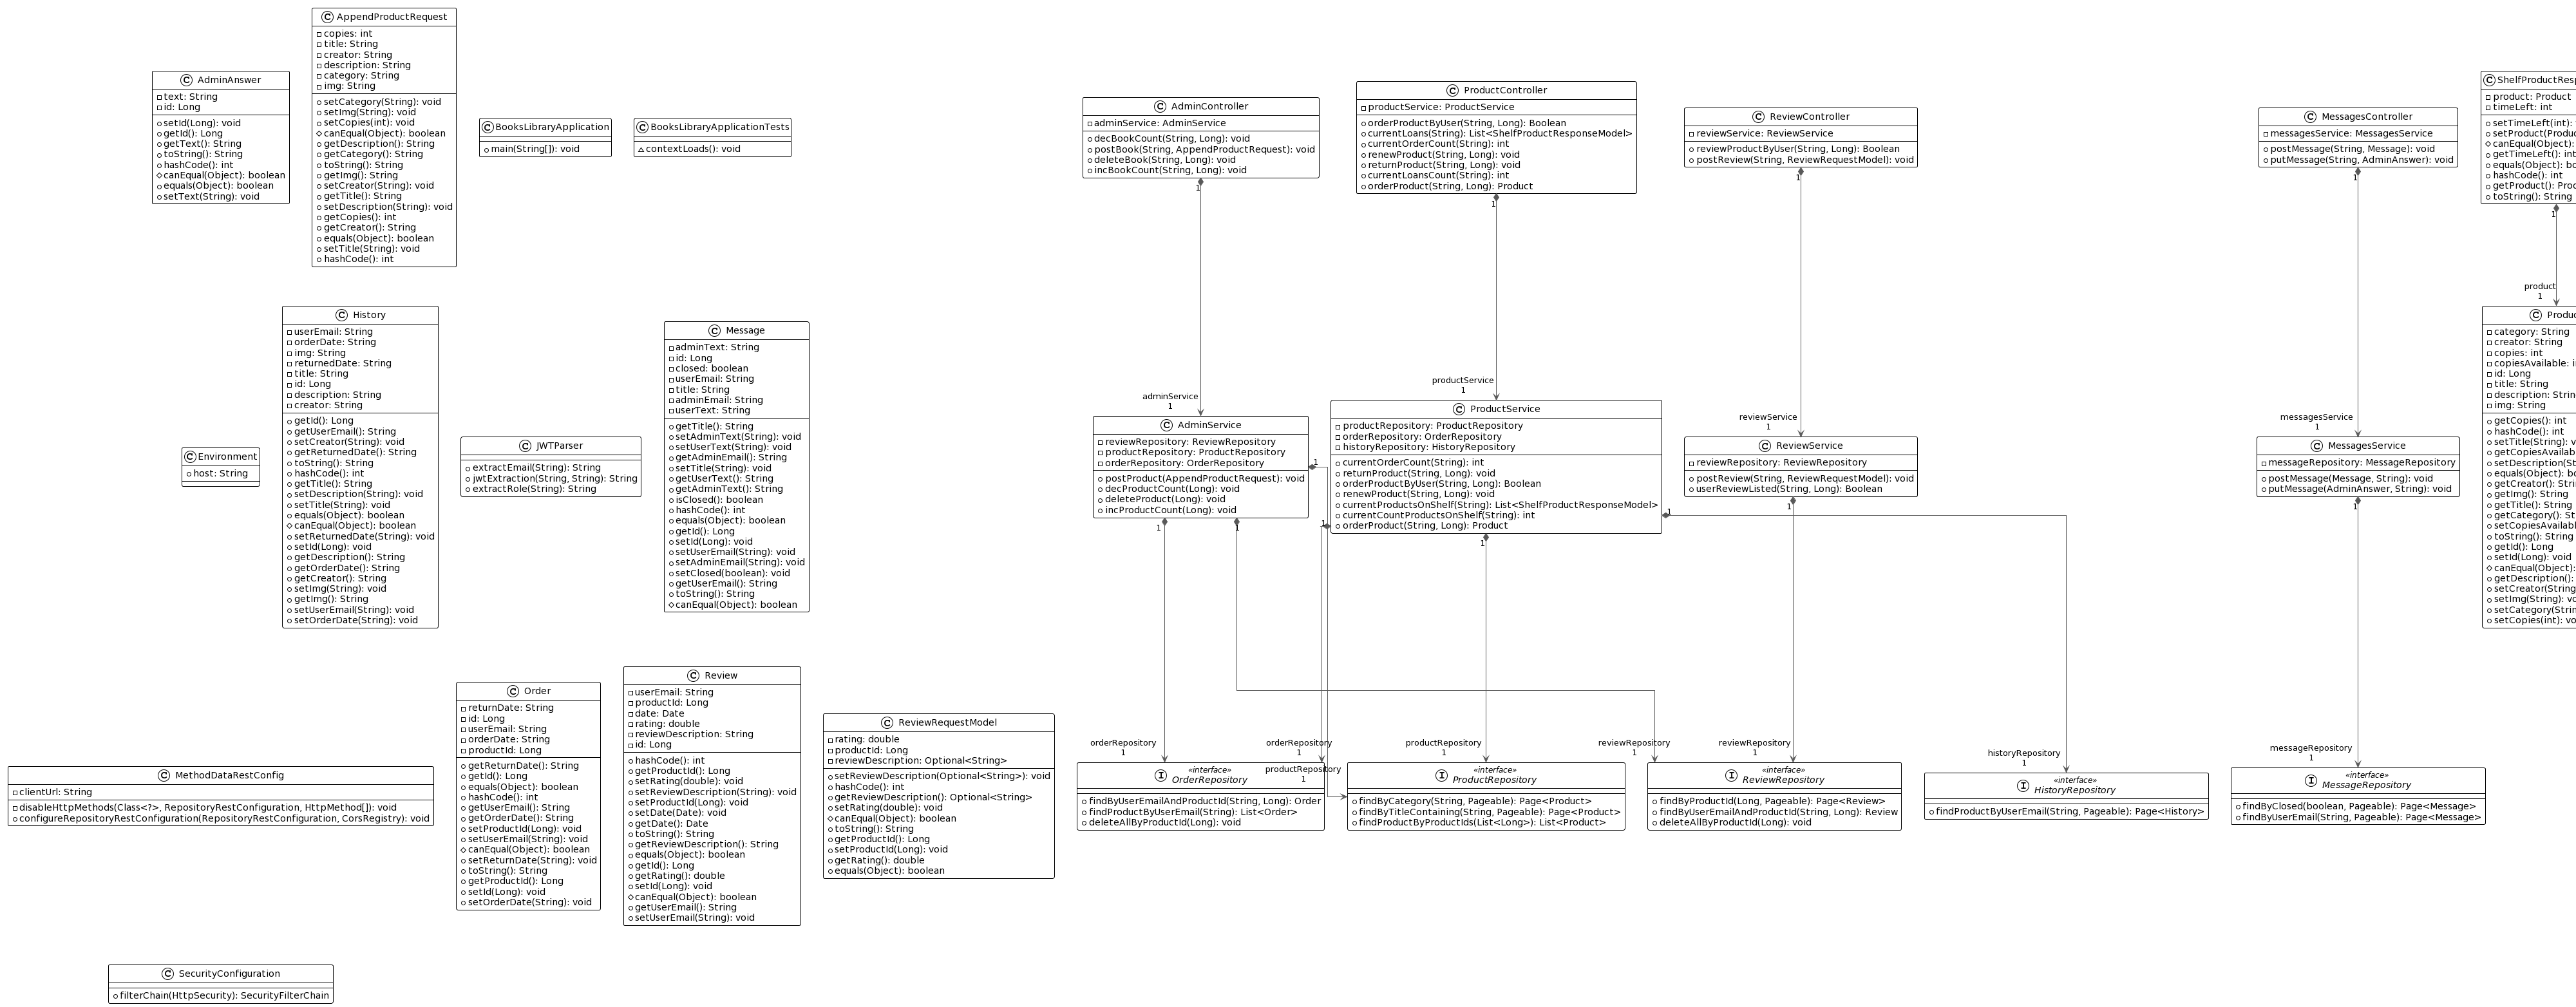 AdminAnswer
text: String
id: Long
setId(Long): void
getId(): Long
getText(): String
toString(): String
hashCode(): int
canEqual(Object): boolean
equals(Object): boolean
setText(String): void
AppendProductRequest
copies: int
title: String
creator: String
description: String
category: String
img: String
setCategory(String): void
setImg(String): void
setCopies(int): void
canEqual(Object): boolean
getDescription(): String
getCategory(): String
toString(): String
getImg(): String
setCreator(String): void
getTitle(): String
setDescription(String): void
getCopies(): int
getCreator(): String
equals(Object): boolean
setTitle(String): void
hashCode(): int
BooksLibraryApplication
main(String[]): void
BooksLibraryApplicationTests
contextLoads(): void
AdminController
adminService: AdminService
decBookCount(String, Long): void
postBook(String, AppendProductRequest): void
deleteBook(String, Long): void
incBookCount(String, Long): void
1
ProductController
productService: ProductService
orderProductByUser(String, Long): Boolean
currentLoans(String): List<ShelfProductResponseModel>
currentOrderCount(String): int
renewProduct(String, Long): void
returnProduct(String, Long): void
currentLoansCount(String): int
orderProduct(String, Long): Product
1
ReviewController
reviewService: ReviewService
reviewProductByUser(String, Long): Boolean
postReview(String, ReviewRequestModel): void
1
MessagesController
messagesService: MessagesService
postMessage(String, Message): void
putMessage(String, AdminAnswer): void
1
ShelfProductResp
product: Product
timeLeft: int
setTimeLeft(int):
setProduct(Produc
canEqual(Object):
getTimeLeft(): int
equals(Object): bo
hashCode(): int
getProduct(): Prod
toString(): String
1
product
1
Environment
host: String
History
userEmail: String
orderDate: String
img: String
returnedDate: String
title: String
id: Long
description: String
creator: String
getId(): Long
getUserEmail(): String
setCreator(String): void
getReturnedDate(): String
toString(): String
hashCode(): int
getTitle(): String
setDescription(String): void
setTitle(String): void
equals(Object): boolean
canEqual(Object): boolean
setReturnedDate(String): void
setId(Long): void
getDescription(): String
getOrderDate(): String
getCreator(): String
setImg(String): void
getImg(): String
setUserEmail(String): void
setOrderDate(String): void
JWTParser
extractEmail(String): String
jwtExtraction(String, String): String
extractRole(String): String
Message
adminText: String
id: Long
closed: boolean
userEmail: String
title: String
adminEmail: String
userText: String
getTitle(): String
setAdminText(String): void
setUserText(String): void
getAdminEmail(): String
setTitle(String): void
getUserText(): String
getAdminText(): String
isClosed(): boolean
hashCode(): int
equals(Object): boolean
getId(): Long
setId(Long): void
setUserEmail(String): void
setAdminEmail(String): void
setClosed(boolean): void
getUserEmail(): String
toString(): String
canEqual(Object): boolean
adminService
1
AdminService
reviewRepository: ReviewRepository
productRepository: ProductRepository
orderRepository: OrderRepository
postProduct(AppendProductRequest): void
decProductCount(Long): void
deleteProduct(Long): void
incProductCount(Long): void
1
1
1
productService
1
ProductService
productRepository: ProductRepository
orderRepository: OrderRepository
historyRepository: HistoryRepository
currentOrderCount(String): int
returnProduct(String, Long): void
orderProductByUser(String, Long): Boolean
renewProduct(String, Long): void
currentProductsOnShelf(String): List<ShelfProductResponseModel>
currentCountProductsOnShelf(String): int
orderProduct(String, Long): Product
1
1
1
reviewService
1
ReviewService
reviewRepository: ReviewRepository
postReview(String, ReviewRequestModel): void
userReviewListed(String, Long): Boolean
1
messagesService
1
MessagesService
messageRepository: MessageRepository
postMessage(Message, String): void
putMessage(AdminAnswer, String): void
1
Produc
category: String
creator: String
copies: int
copiesAvailable: i
id: Long
title: String
description: Strin
img: String
getCopies(): int
hashCode(): int
setTitle(String): v
getCopiesAvailab
setDescription(St
equals(Object): bo
getCreator(): String
getImg(): String
getTitle(): String
getCategory(): St
setCopiesAvailabl
toString(): String
getId(): Long
setId(Long): void
canEqual(Object):
getDescription():
setCreator(String
setImg(String): vo
setCategory(Strin
setCopies(int): vo
MethodDataRestConfig
clientUrl: String
disableHttpMethods(Class<?>, RepositoryRestConfiguration, HttpMethod[]): void
configureRepositoryRestConfiguration(RepositoryRestConfiguration, CorsRegistry): void
Order
returnDate: String
id: Long
userEmail: String
orderDate: String
productId: Long
getReturnDate(): String
getId(): Long
equals(Object): boolean
hashCode(): int
getUserEmail(): String
getOrderDate(): String
setProductId(Long): void
setUserEmail(String): void
canEqual(Object): boolean
setReturnDate(String): void
toString(): String
getProductId(): Long
setId(Long): void
setOrderDate(String): void
Review
userEmail: String
productId: Long
date: Date
rating: double
reviewDescription: String
id: Long
hashCode(): int
getProductId(): Long
setRating(double): void
setReviewDescription(String): void
setProductId(Long): void
setDate(Date): void
getDate(): Date
toString(): String
getReviewDescription(): String
equals(Object): boolean
getId(): Long
getRating(): double
setId(Long): void
canEqual(Object): boolean
getUserEmail(): String
setUserEmail(String): void
ReviewRequestModel
rating: double
productId: Long
reviewDescription: Optional<String>
setReviewDescription(Optional<String>): void
hashCode(): int
getReviewDescription(): Optional<String>
setRating(double): void
canEqual(Object): boolean
toString(): String
getProductId(): Long
setProductId(Long): void
getRating(): double
equals(Object): boolean
orderRepository
1
orderRepository
1
productRepository
1
«interface»
OrderRepository
findByUserEmailAndProductId(String, Long): Order
findProductByUserEmail(String): List<Order>
deleteAllByProductId(Long): void
productRepository
1
«interface»
ProductRepository
findByCategory(String, Pageable): Page<Product>
findByTitleContaining(String, Pageable): Page<Product>
findProductByProductIds(List<Long>): List<Product>
reviewRepository
1
reviewRepository
1
«interface»
ReviewRepository
findByProductId(Long, Pageable): Page<Review>
findByUserEmailAndProductId(String, Long): Review
deleteAllByProductId(Long): void
historyRepository
1
«interface»
HistoryRepository
findProductByUserEmail(String, Pageable): Page<History>
messageRepository
1
«interface»
MessageRepository
findByClosed(boolean, Pageable): Page<Message>
findByUserEmail(String, Pageable): Page<Message>
SecurityConfiguration
filterChain(HttpSecurity): SecurityFilterChain